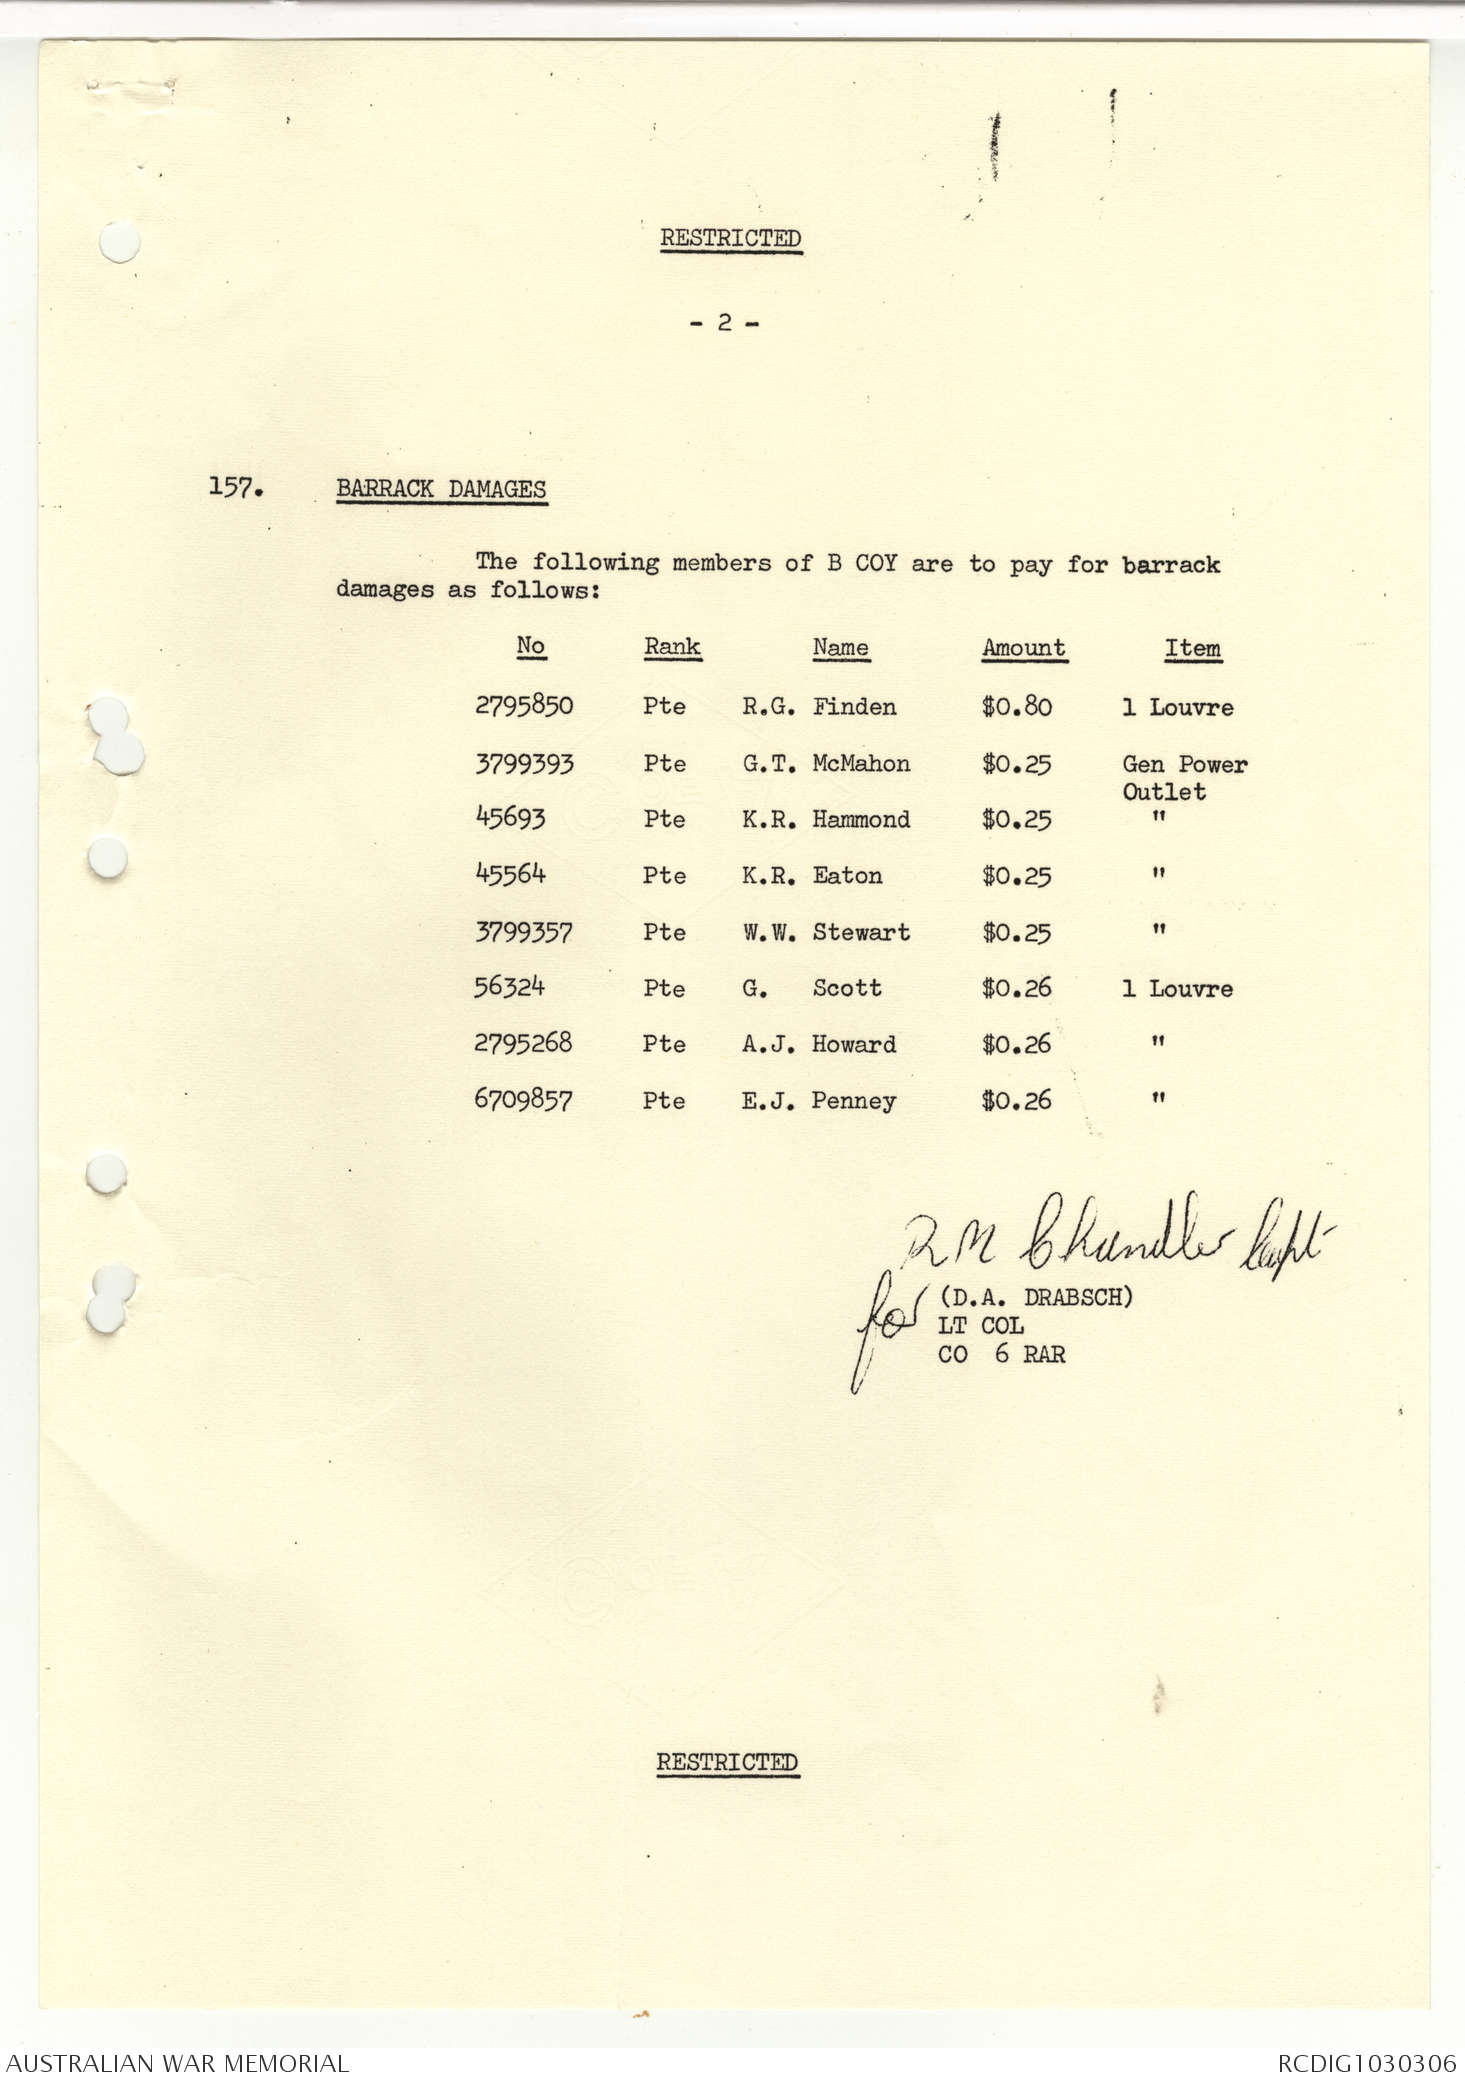 RESTRICTED
- 2 -
157. BARRACK DAMAGES
The following members of B COY are to pay for barrack
damages as follows:
No Rank Name Amount Item
2795850 Pte R.G. Finden $0.80 1 Louvre
3799393 Pte G.T. McMahon $0.25 Gen Power
Outlet
45693 Pte K.R. Hammond $0.25 "
45564 Pte K.R. Eaton $0.25 "
3799357 Pte W.W. Stewart $0.25 "
56324 Pte G. Scott $0.26 1 Louvre
2795268 Pte A.J. Howard $0.26 "
6709857 Pte E.J. Penney $0.26 "
R M Chandler Capt
for (D.A. DRABSCH)
LT COL
CO 6 RAR
RESTRICTED
AUSTRALIAN WAR MEMORIAL RCDIG1030306